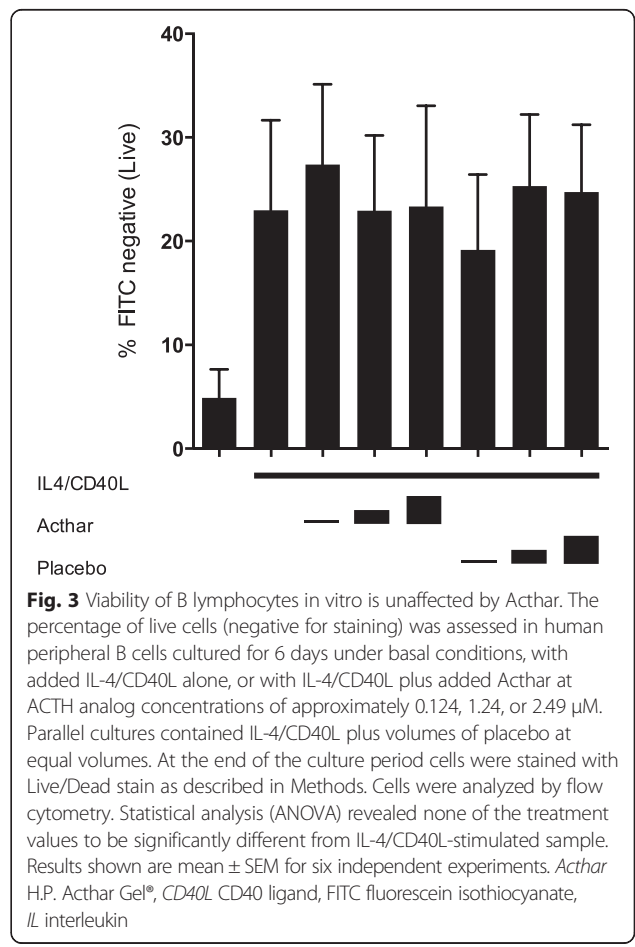 40
30
20
10
0
% FITC negative (Live)
IL4/CD40L
Acthar
Placebo
Fig. 3 Viability of B lymphocytes in vitro is unaffected by Acthar. The
percentage of live cells (negative for staining) was assessed in human
peripheral B cells cultured for 6 days under basal conditions, with
added IL-4/CD40L alone, or with IL-4/CD40L plus added Acthar at
ACTH analog concentrations of approximately 0.124, 1.24, or 2.49 μM.
Parallel cultures contained IL-4/CD40L plus volumes of placebo at
equal volumes. At the end of the culture period cells were stained with
Live/Dead stain as described in Methods. Cells were analyzed by flow
cytometry. Statistical analysis (ANOVA) revealed none of the treatment
values to be significantly different from IL-4/CD40L-stimulated sample.
Results shown are mean ± SEM for six independent experiments. Acthar
H.P. Acthar Gel®, CD40L CD40 ligand, FITC fluorescein isothiocyanate,
IL interleukin